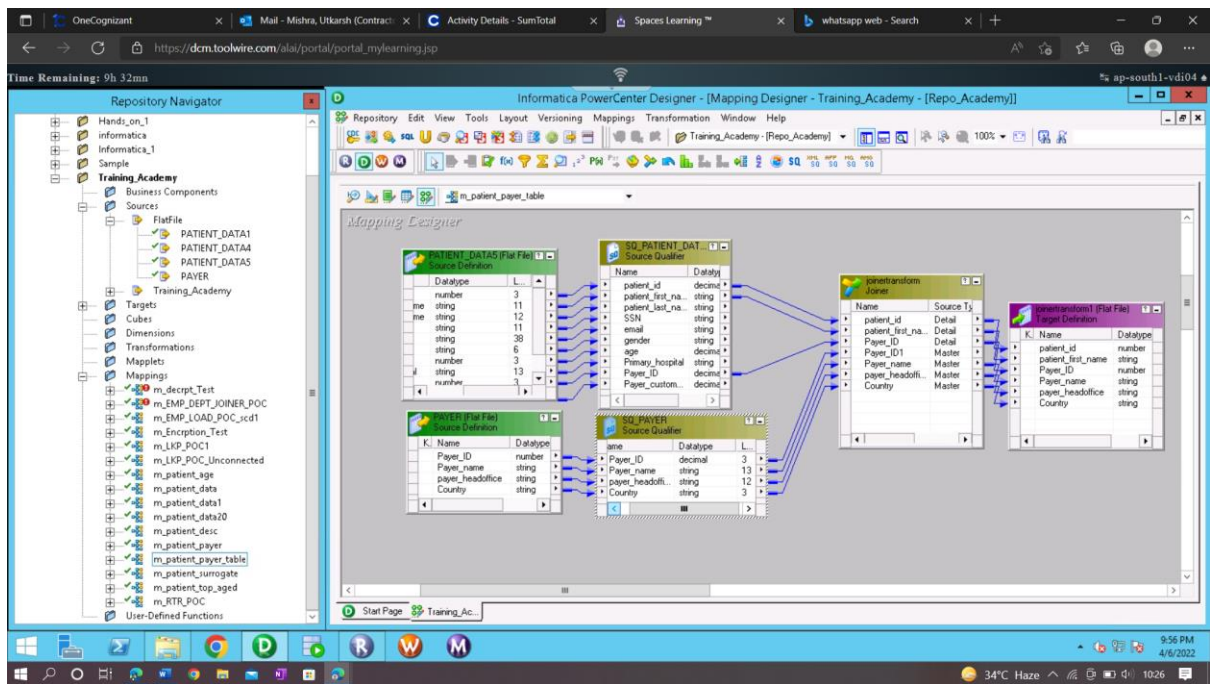 OneCognizant
Mail - Mishra, Utkarsh (Contract
Activity Details - SumTotal
Spaces Learning ™
whatsapp web - Search
https://dcm.toolwire.com/alai/portal/portal_mylearning.jsp
Time Remaining: 9h 32mn
ap-south1-vdi04
Repository Navigator
Informatica PowerCenter Designer - [Mapping Designer - Training_Academy - [Repo_Academy]]
Repository Edit View Tools Layout Versioning Mappings Transformation Window Help
Training_Academy - [Repo_Academy]
100%
m_patient_payer_table
Hands_on_1
informatica
Informatica_1
Sample
Training_Academy
Business Components
Sources
FlatFile
PATIENT_DATA1
PATIENT_DATA4
PATIENT_DATA5
PAYER
Training_Academy
Targets
Cubes
Dimensions
Transformations
Mapplets
Mappings
m_decrpt_Test
m_EMP_DEPT_JOINER_POC
m_EMP_LOAD_POC_scd1
m_Encrption_Test
m_LKP_POC1
m_LKP_POC_Unconnected
m_patient_age
m_patient_data
m_patient_data1
m_patient_data20
m_patient_desc
m_patient_payer
m_patient_payer_table
m_patient_surrogate
m_patient_top_aged
m_RTR_POC
User-Defined Functions
Mapping Designer
PATIENT_DATA5 (Flat File)
Source Definition
Datatype L...
number 3
me string 11
me string 12
string 11
string 38
string 6
number 3
l string 13
number 3
SQ_PATIENT_DAT...
Source Qualifier
Name Datatyp
patient_id decima
patient_first_na... string
patient_last_na... string
SSN string
email string
gender string
age decima
Primary_hospital string
Payer_ID decima
Payer_custom... decima
PAYER (Flat File)
Source Definition
K. Name Datatype
Payer_ID number
Payer_name string
payer_headoffice string
Country string
SQ_PAYER
Source Qualifier
ame Datatype L...
Payer_ID decimal 3
Payer_name string 13
payer_headoffi... string 12
Country string 3
joinertransform
Joiner
Name Source Ty
patient_id Detail
patient_first_na... Detail
Payer_ID Detail
Payer_ID1 Master
Payer_name Master
payer_headoffi... Master
Country Master
joinertransform1 (Flat File)
Target Definition
K. Name Datatype
patient_id number
patient_first_name string
Payer_ID number
Payer_name string
payer_headoffice string
Country string
Start Page Training_Ac...
9:56 PM
4/6/2022
34°C Haze
10:26